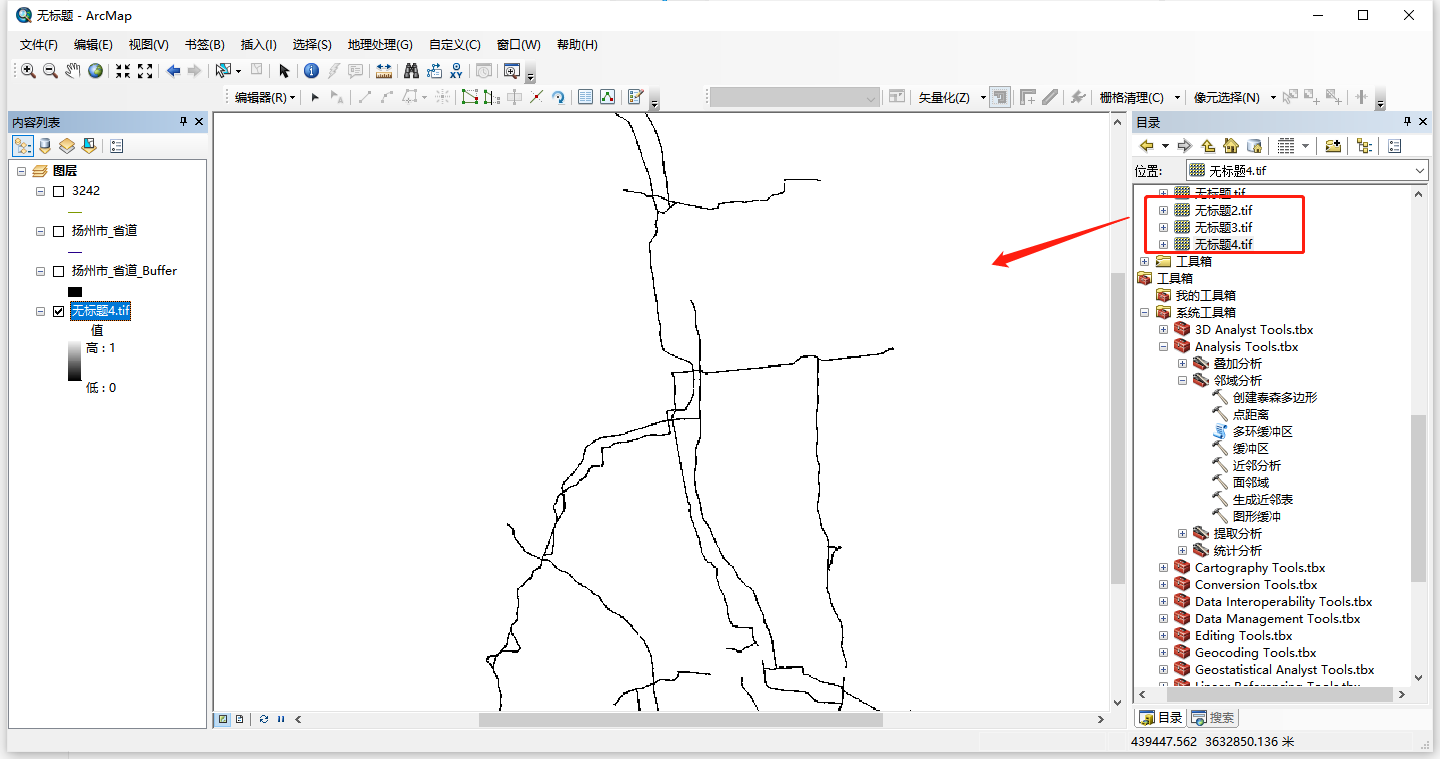 无标题 - ArcMap
文件(F) 编辑(E) 视图(V) 书签(B) 插入(I) 选择(S) 地理处理(G) 自定义(C) 窗口(W) 帮助(H)
编辑器(R) 矢量化(Z) 栅格清理(C) 像元选择(N)
内容列表
图层
3242
扬州市_省道
扬州市_省道_Buffer
无标题4.tif
值
高 : 1
低 : 0
目录
位置: 无标题4.tif
无标题.tif
无标题2.tif
无标题3.tif
无标题4.tif
工具箱
工具箱
我的工具箱
系统工具箱
3D Analyst Tools.tbx
Analysis Tools.tbx
叠加分析
邻域分析
创建泰森多边形
点距离
多环缓冲区
缓冲区
近邻分析
面邻域
生成近邻表
图形缓冲
提取分析
统计分析
Cartography Tools.tbx
Conversion Tools.tbx
Data Interoperability Tools.tbx
Data Management Tools.tbx
Editing Tools.tbx
Geocoding Tools.tbx
Geostatistical Analyst Tools.tbx
Linear Referencing Tools.tbx
目录 搜索
439447.562 3632850.136 米